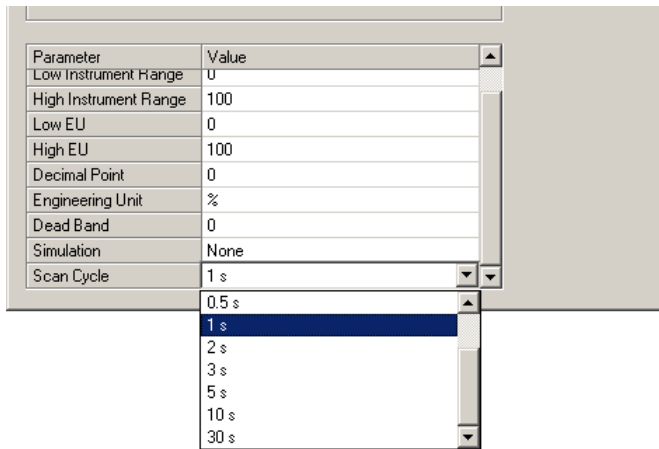 Parameter Value
Low Instrument Range 0
High Instrument Range 100
Low EU 0
High EU 100
Decimal Point 0
Engineering Unit %
Dead Band 0
Simulation None
Scan Cycle 1 s
0.5 s
1 s
2 s
3 s
5 s
10 s
30 s